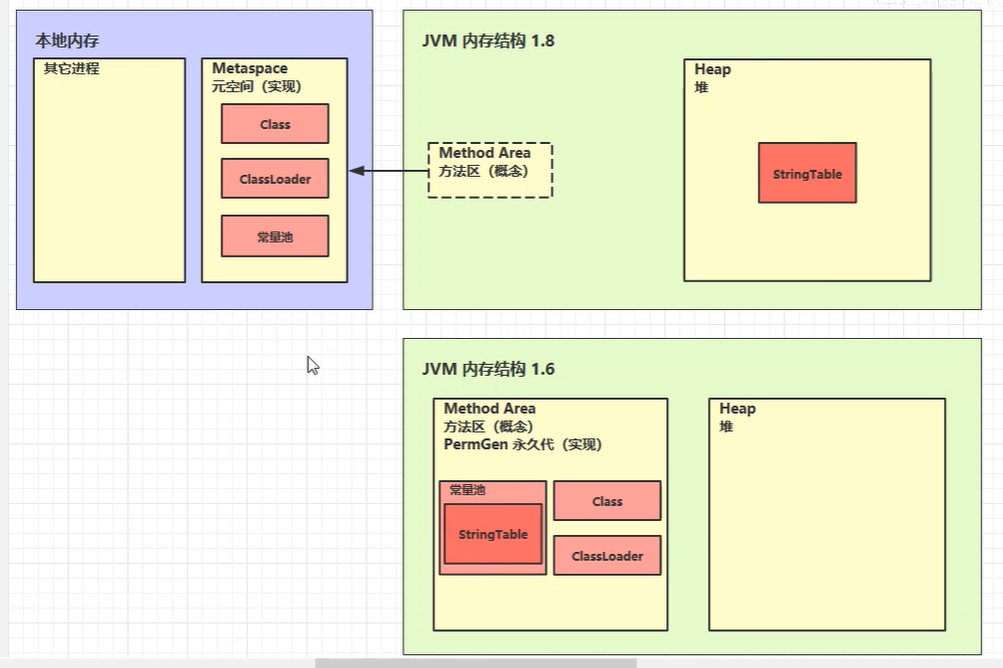 本地内存
其它进程
Metaspace
元空间（实现）
Class
ClassLoader
常量池
JVM 内存结构 1.8
Method Area
方法区（概念）
Heap
堆
StringTable
JVM 内存结构 1.6
Method Area
方法区（概念）
PermGen 永久代（实现）
常量池
StringTable
Class
ClassLoader
Heap
堆